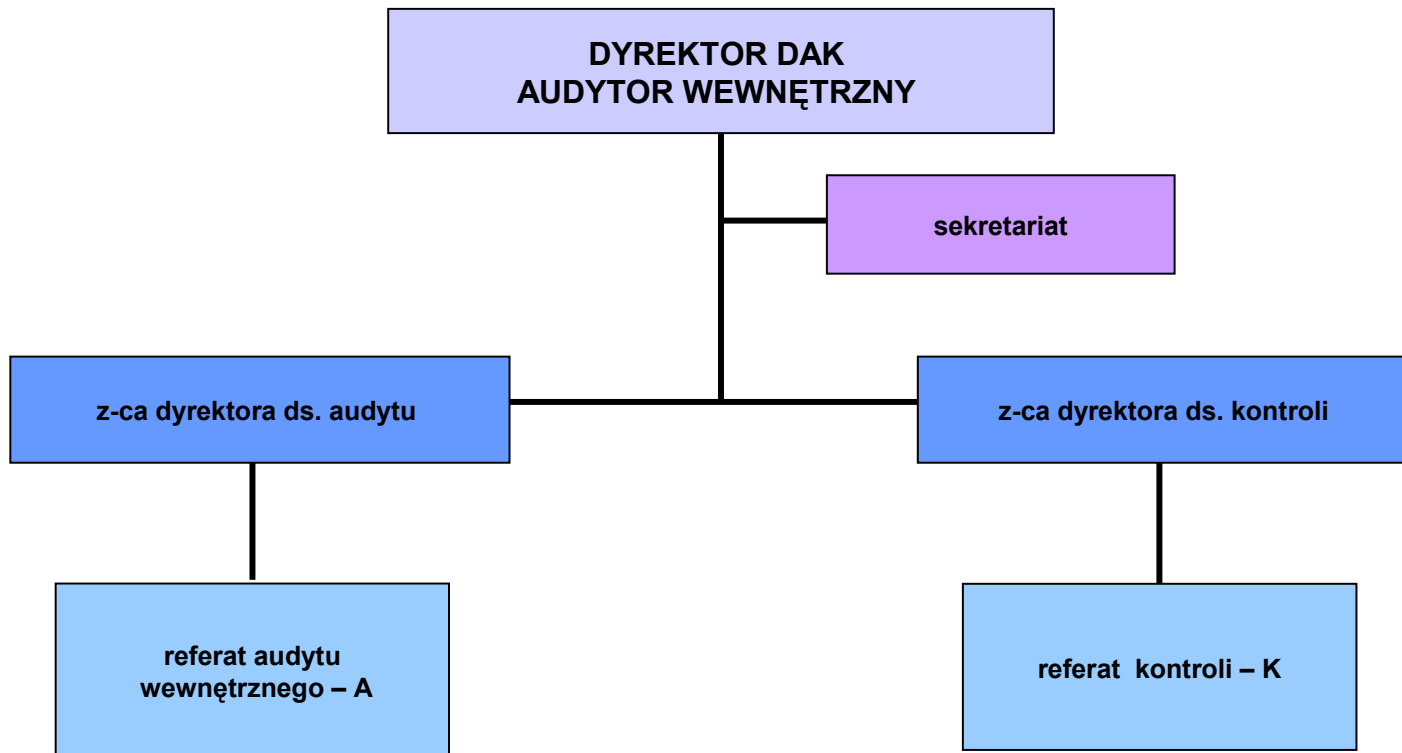 DYREKTOR DAK
AUDYTOR WEWNĘTRZNY
sekretariat
z-ca dyrektora ds. audytu
z-ca dyrektora ds. kontroli
referat audytu
wewnętrznego – A
referat  kontroli – K